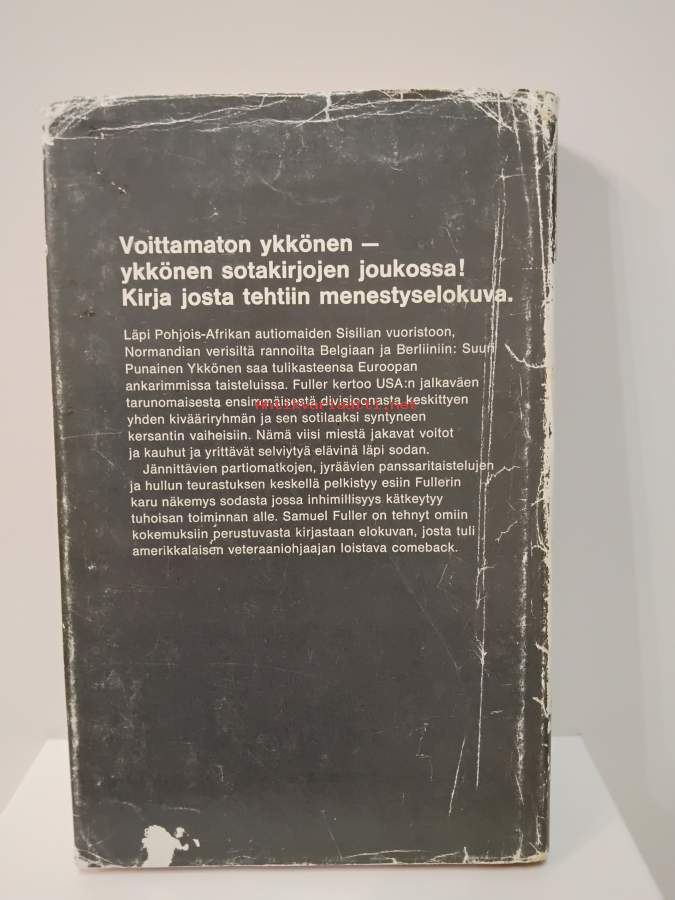 Voittamaton ykkönen —
ykkönen sotakirjojen joukossa!
Kirja josta tehtiin menestyselokuva.
Läpi Pohjois-Afrikan autiomaiden Sisilian vuoristoon,
Normandian verisiltä rannoilta Belgiaan ja Berliiniin: Suuri
Punainen Ykkönen saa tulikasteensa Euroopan
ankarimmissa taisteluissa. Fuller kertoo USA:n jalkaväen
tarunomaisesta ensimmäisestä divisioonasta keskittyen
Antikvariaatti.net
yhden kivääriryhmän ja sen sotilaaksi syntyneen
kersantin vaiheisiin. Nämä viisi miestä jakavat voitot
ja kauhut ja yrittävät selviytyä elävinä läpi sodan.
Jännittävien partiomatkojen, jyräävien panssaritaistelujen
ja hullun teurastuksen keskellä pelkistyy esiin Fullerin
karu näkemys sodasta jossa inhimillisyys kätkeytyy
tuhoisan toiminnan alle. Samuel Fuller on tehnyt omiin
kokemuksiin perustuvasta kirjastaan elokuvan, josta tuli
amerikkalaisen veteraaniohjaajan loistava comeback.